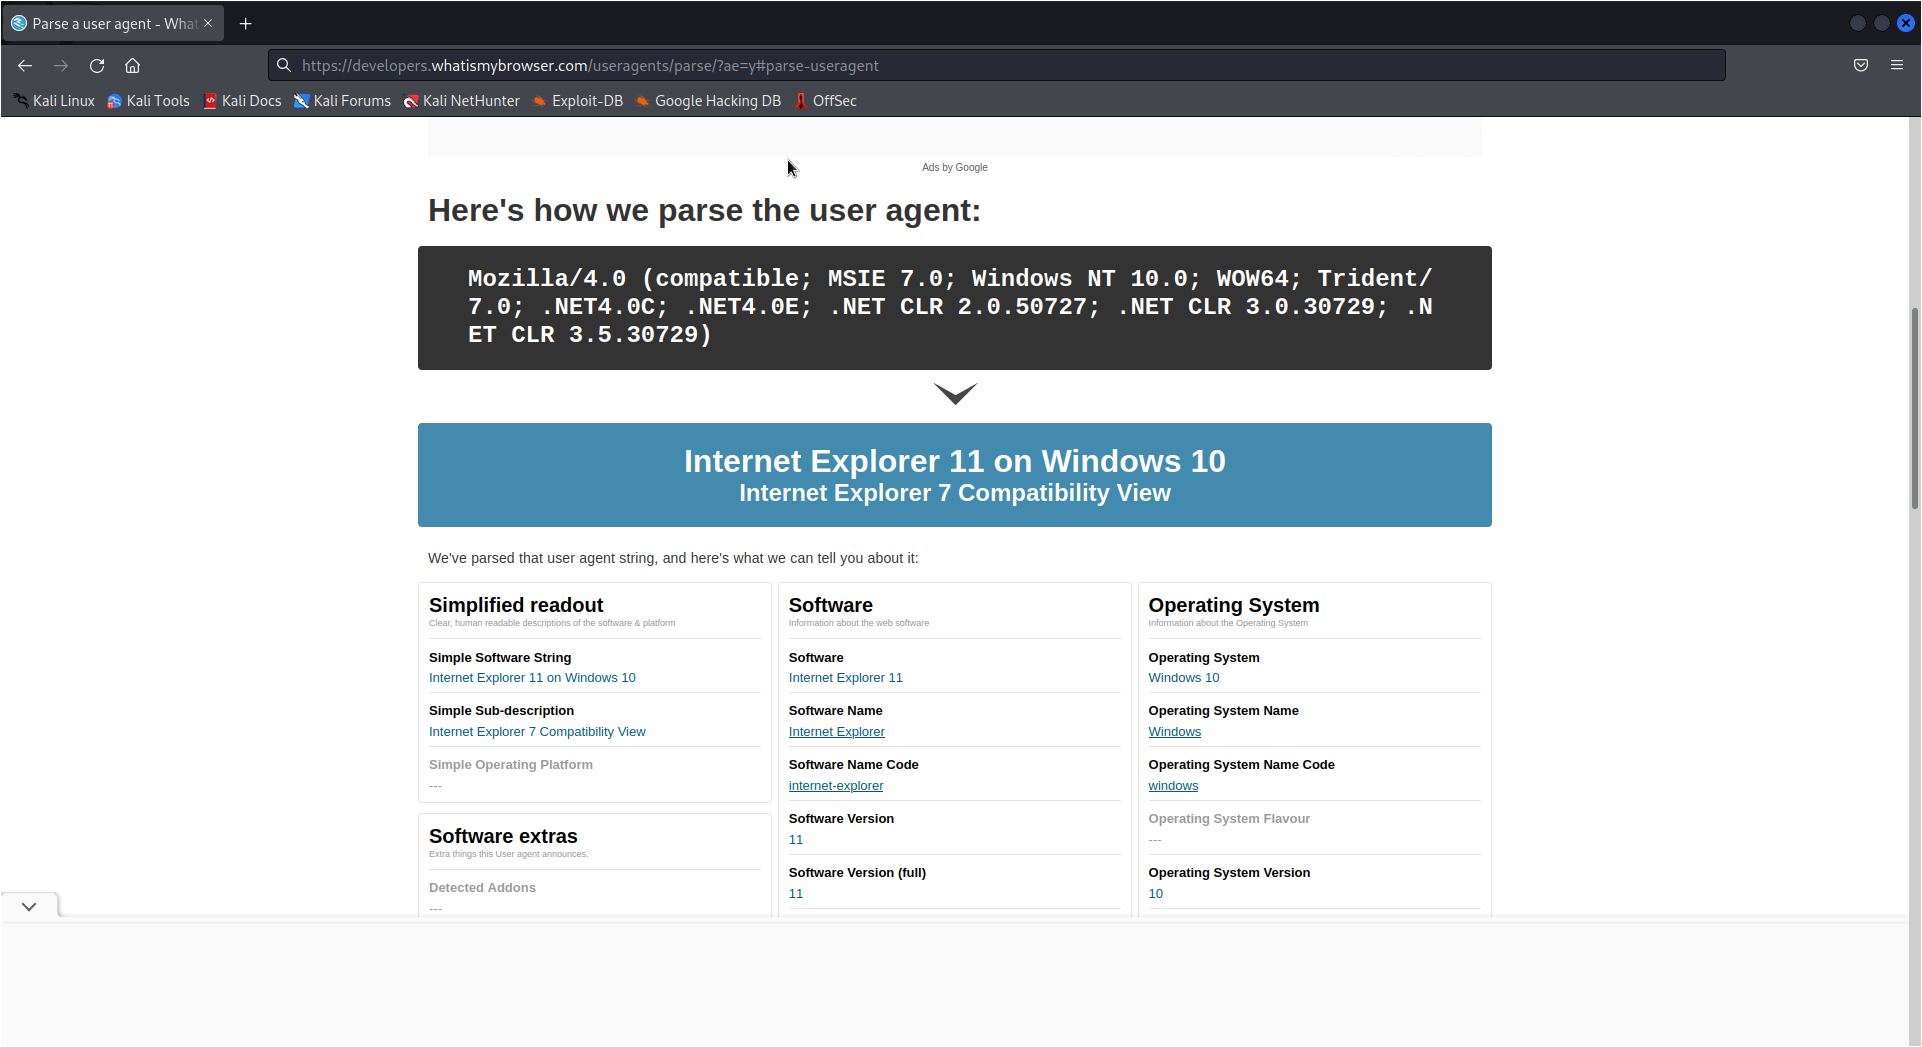 Parse a user agent - What
https://developers.whatismybrowser.com/useragents/parse/?ae=y#parse-useragent
Kali Linux Kali Tools Kali Docs Kali Forums Kali NetHunter Exploit-DB Google Hacking DB OffSec
Ads by Google
Here's how we parse the user agent:
Mozilla/4.0 (compatible; MSIE 7.0; Windows NT 10.0; WOW64; Trident/
7.0; .NET4.0C; .NET4.0E; .NET CLR 2.0.50727; .NET CLR 3.0.30729; .N
ET CLR 3.5.30729)
Internet Explorer 11 on Windows 10
Internet Explorer 7 Compatibility View
We've parsed that user agent string, and here's what we can tell you about it:
Simplified readout
Clear, human readable descriptions of the software & platform
Simple Software String
Internet Explorer 11 on Windows 10
Simple Sub-description
Internet Explorer 7 Compatibility View
Simple Operating Platform
---
Software extras
Extra things this User agent announces.
Detected Addons
---
Software
Information about the web software
Software
Internet Explorer 11
Software Name
Internet Explorer
Software Name Code
internet-explorer
Software Version
11
Software Version (full)
11
Operating System
Information about the Operating System
Operating System
Windows 10
Operating System Name
Windows
Operating System Name Code
windows
Operating System Flavour
---
Operating System Version
10